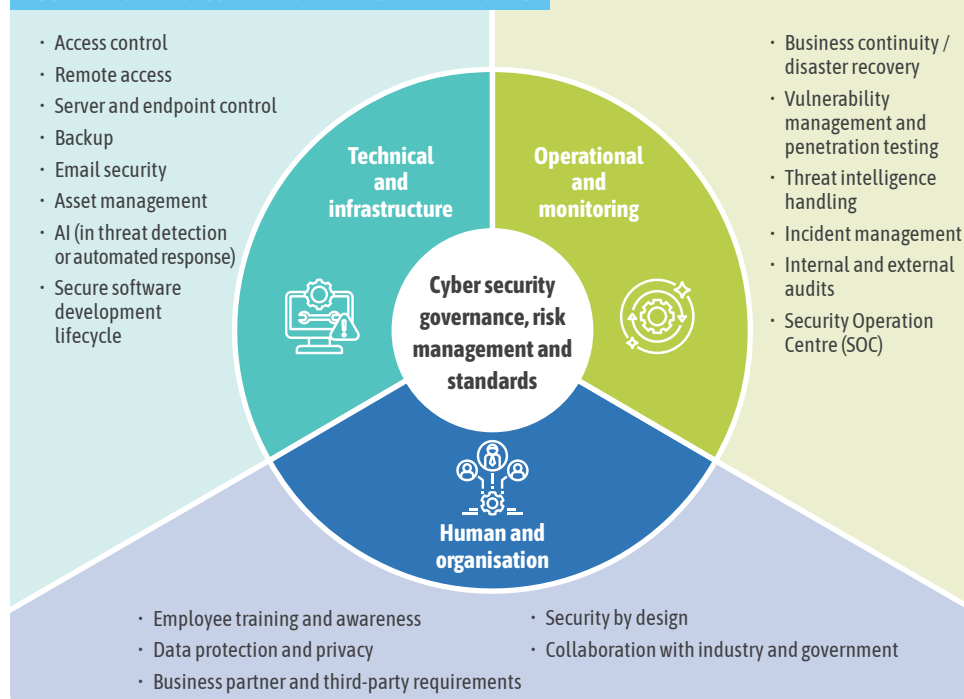 · Access control
· Remote access
· Server and endpoint control
· Backup
· Email security
· Asset management
· AI (in threat detection
or automated response)
· Secure software
development
lifecycle
Technical
and
infrastructure
Operational
and
monitoring
· Business continuity /
disaster recovery
· Vulnerability
management and
penetration testing
· Threat intelligence
handling
· Incident management
· Internal and external
audits
· Security Operation
Centre (SOC)
Cyber security
governance, risk
management and
standards
Human and
organisation
· Employee training and awareness
· Data protection and privacy
· Business partner and third-party requirements
· Security by design
· Collaboration with industry and government